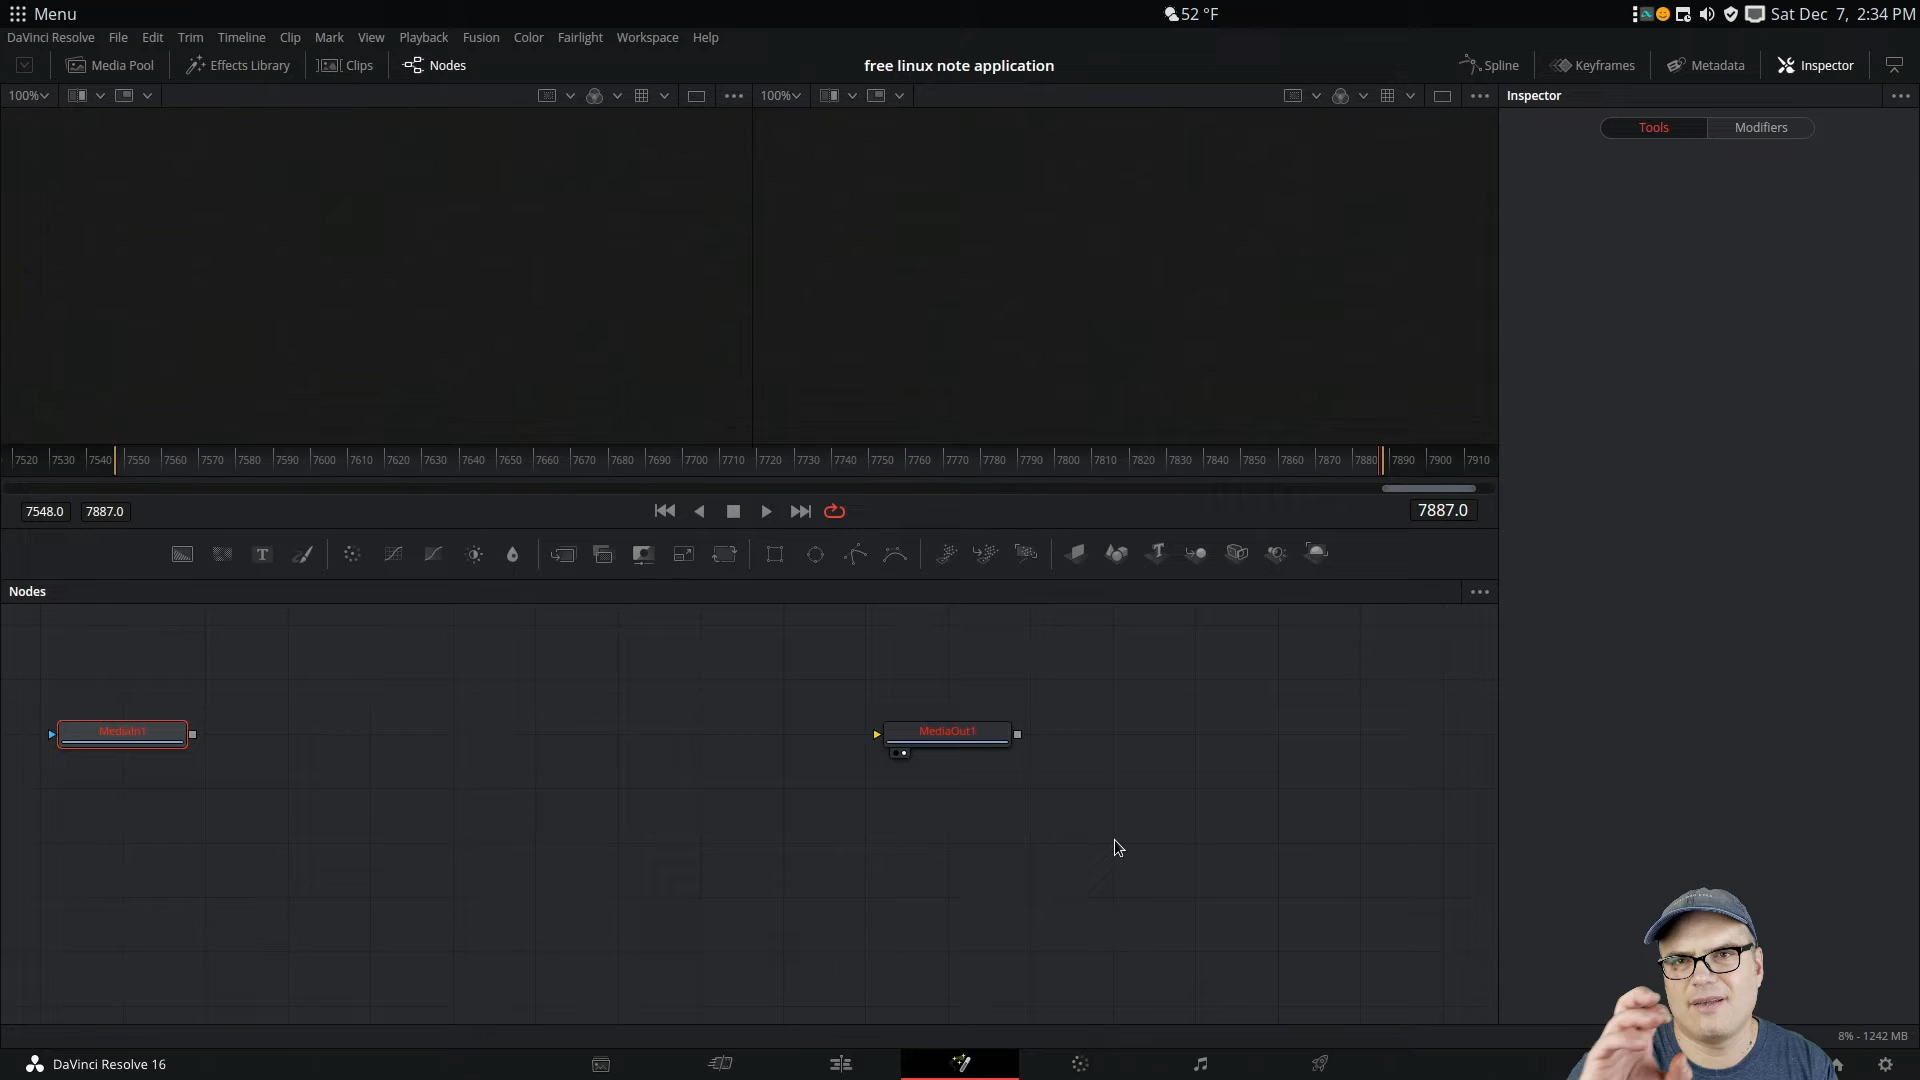 Menu 52 °F Sat Dec 7, 2:34 PM
DaVinci Resolve File Edit Trim Timeline Clip Mark View Playback Fusion Color Fairlight Workspace Help
Media Pool Effects Library Clips Nodes free linux note application Spline Keyframes Metadata Inspector
100% 100% Inspector
Tools Modifiers
7520 7530 7540 7550 7560 7570 7580 7590 7600 7610 7620 7630 7640 7650 7660 7670 7680 7690 7700 7710 7720 7730 7740 7750 7760 7770 7780 7790 7800 7810 7820 7830 7840 7850 7860 7870 7880 7890 7900 7910
7548.0 7887.0 7887.0
T T
Nodes
MediaIn1 MediaOut1
8% - 1242 MB
DaVinci Resolve 16